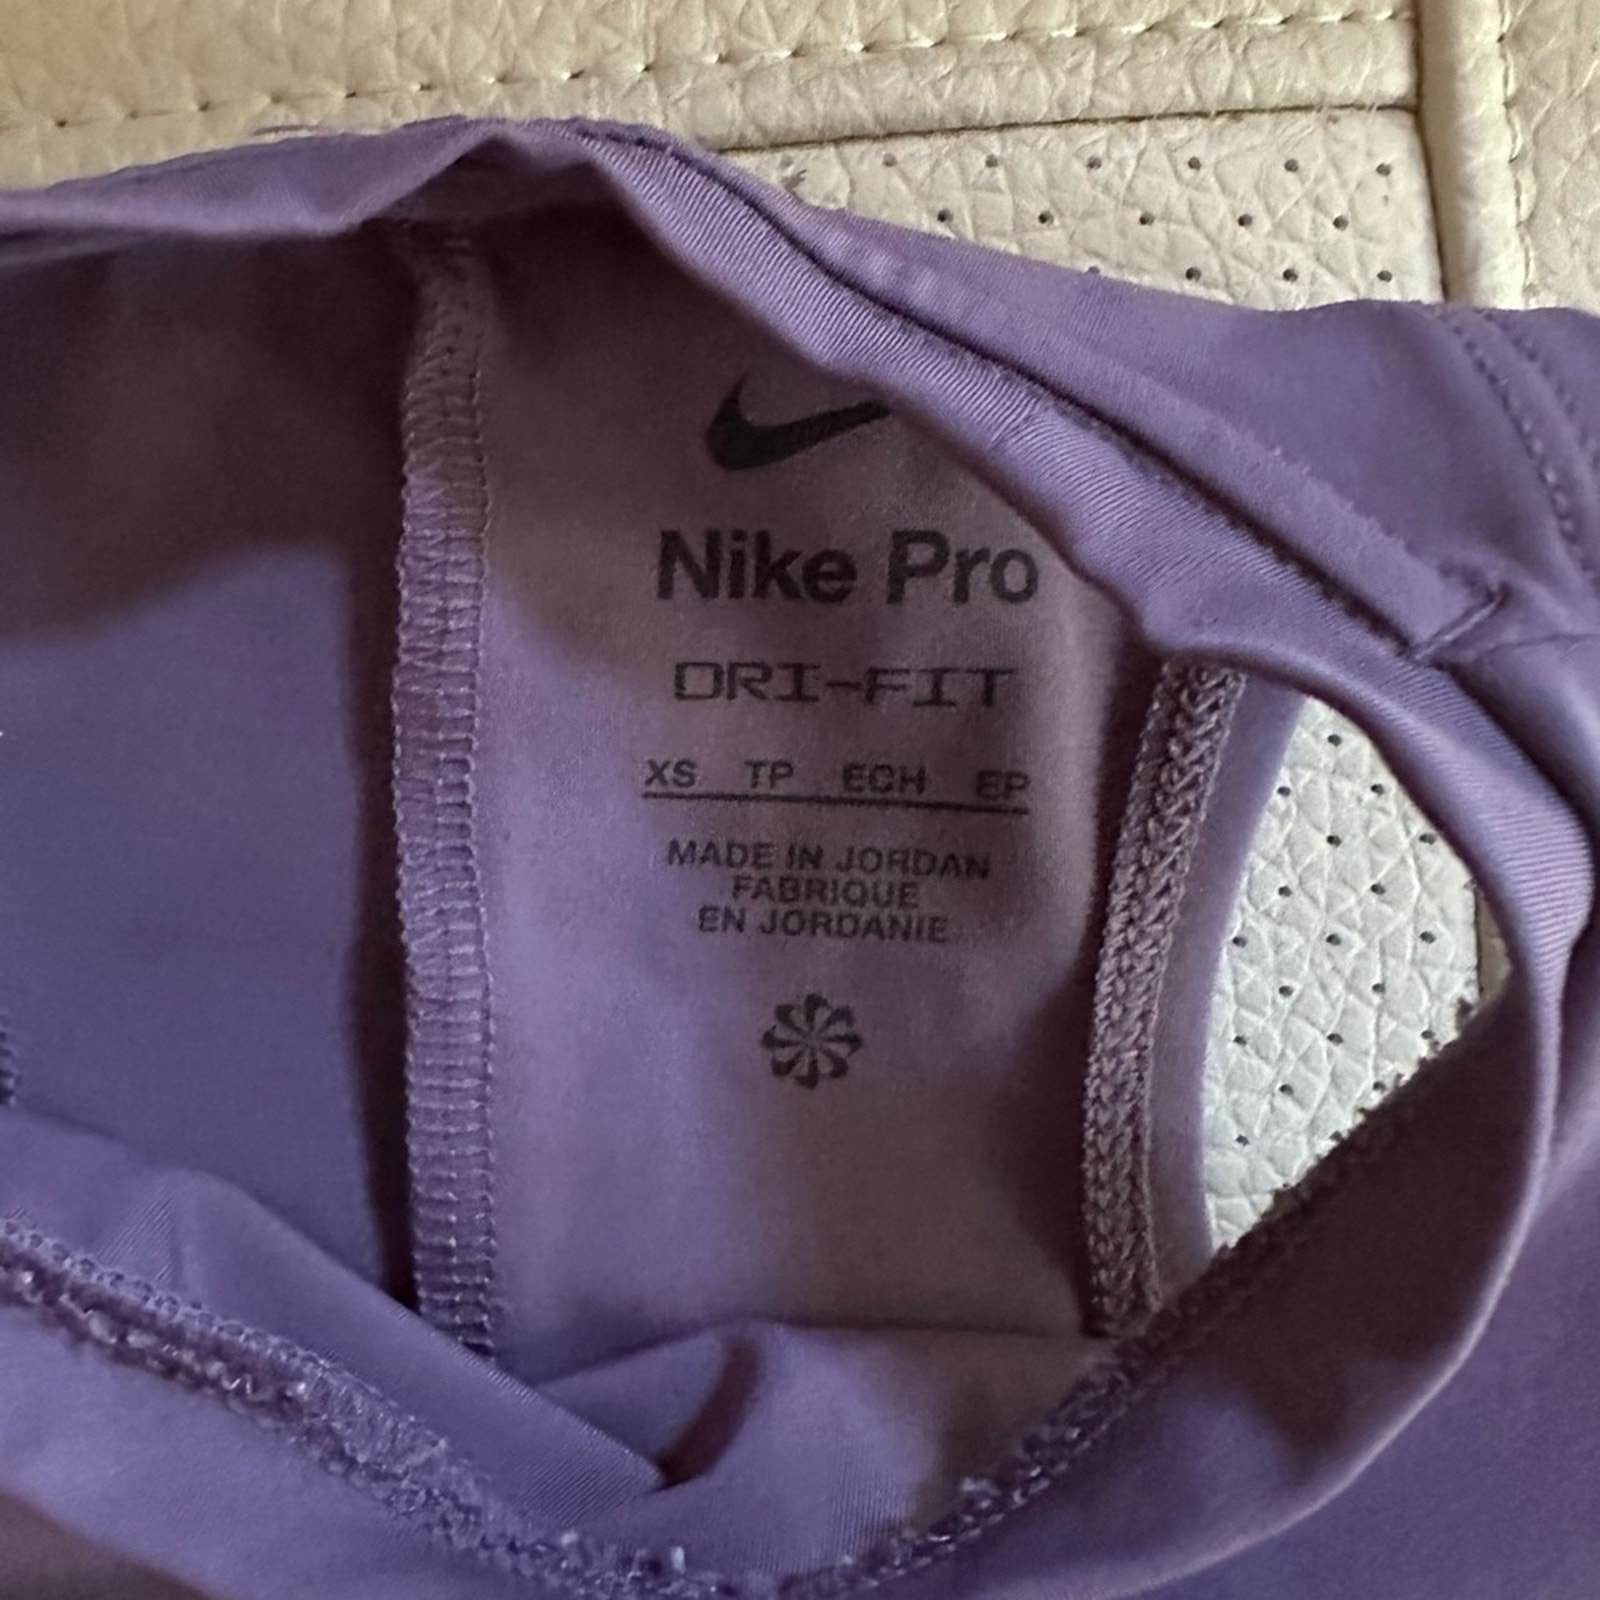 Nike Pro
DRI-FIT
XS TP ECH EP
MADE IN JORDAN
FABRIQUE
EN JORDANIE